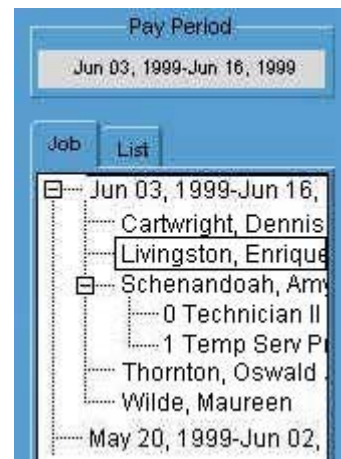 Pay Period
Jun 03, 1999-Jun 16, 1999
Job
List
Jun 03, 1999-Jun 16,
Cartwright, Dennis
Livingston, Enrique
Schenandoah, Amy
0 Technician II
1 Temp Serv
Thornton, Oswald
Wilde, Maureen
May 20, 1999-Jun 02,